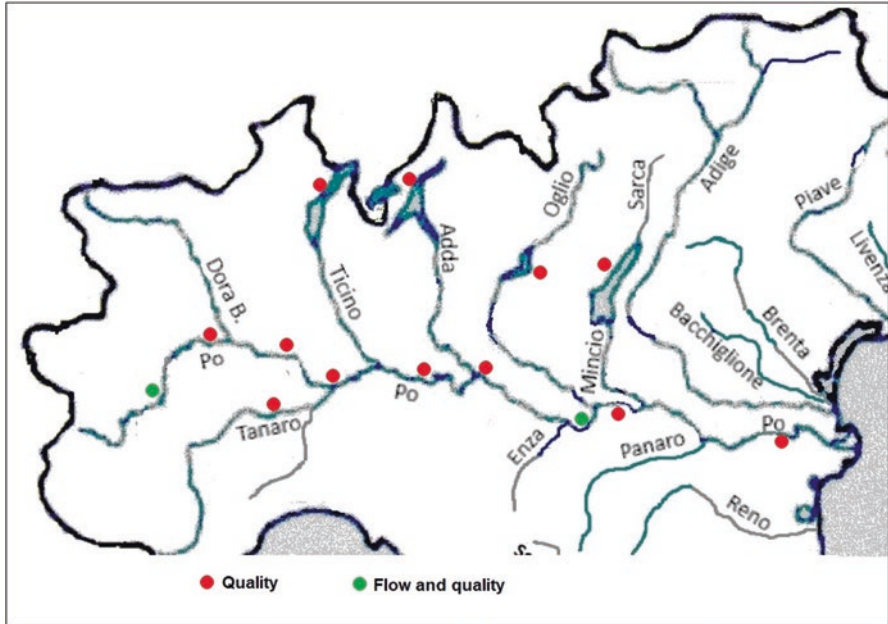 Adige
Piave
Livenza
Sarca
Oglio
Adda
Ticino
Dora B.
Brenta
Bacchiglione
Mincio
Po
Po
Po
Tanaro
Enza
Panaro
Reno
Quality
Flow and quality